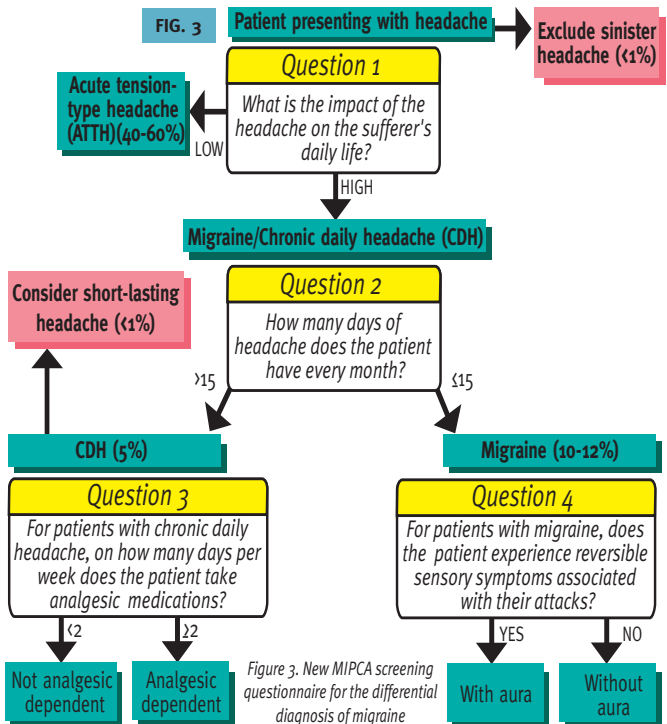 FIG. 3
Patient presenting with headache
Exclude sinister
headache (<1%)
Question 1
What is the impact of the
headache on the sufferer's
daily life?
Acute tension-
type headache
(ATTH)(40-60%)
LOW
HIGH
Migraine/Chronic daily headache (CDH)
Question 2
How many days of
headache does the patient
have every month?
Consider short-lasting
headache (<1%)
>15
≤15
CDH (5%)
Migraine (10-12%)
Question 3
For patients with chronic daily
headache, on how many days per
week does the patient take
analgesic medications?
Question 4
For patients with migraine, does
the patient experience reversible
sensory symptoms associated
with their attacks?
<2
≥2
YES
NO
Not analgesic
dependent
Analgesic
dependent
Figure 3. New MIPCA screening
questionnaire for the differential
diagnosis of migraine
With aura
Without
aura